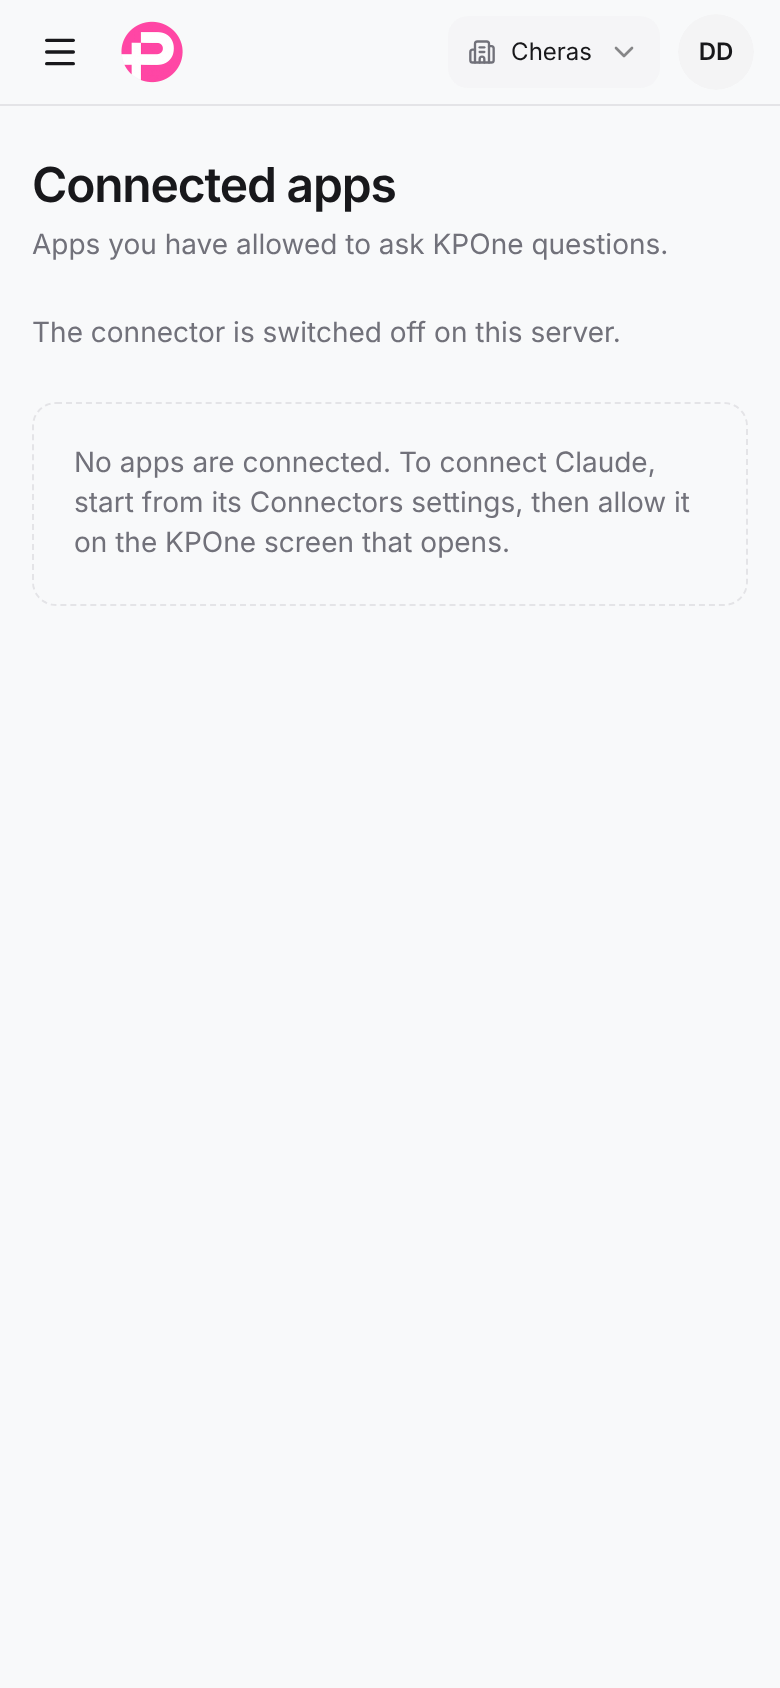 Cheras
DD
Connected apps
Apps you have allowed to ask KPOne questions.
The connector is switched off on this server.
No apps are connected. To connect Claude,
start from its Connectors settings, then allow it
on the KPOne screen that opens.